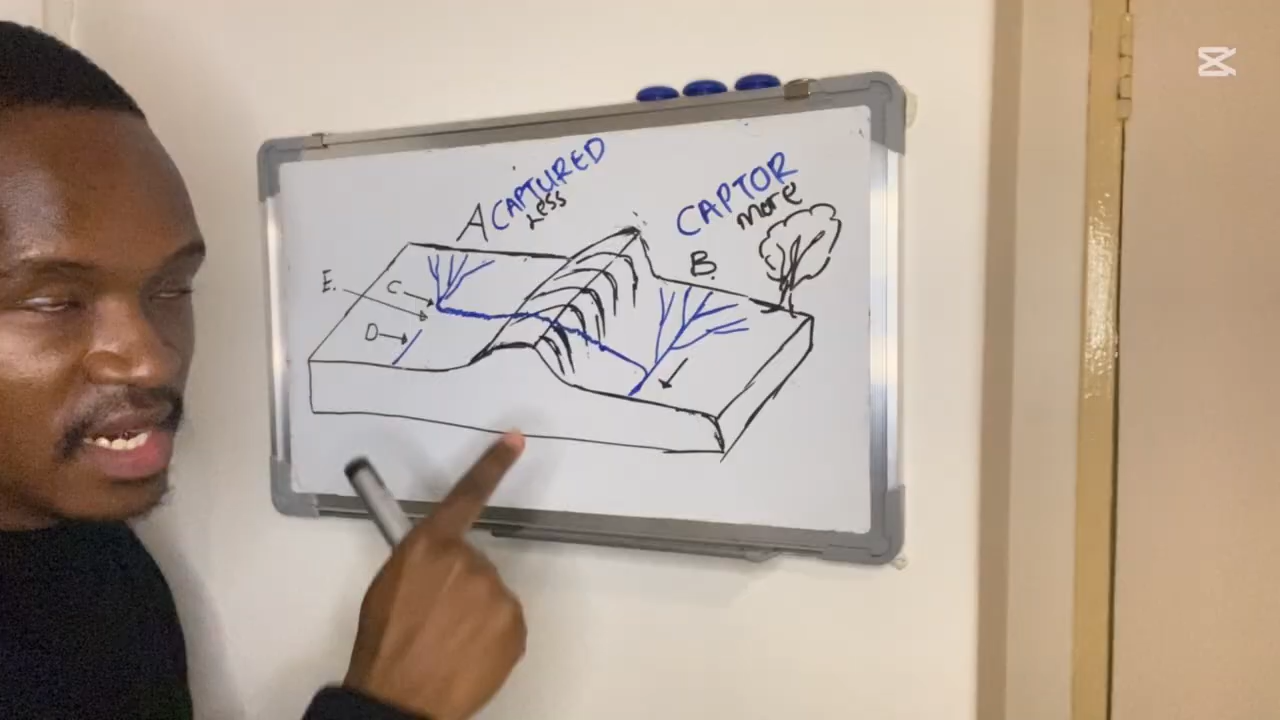 A CAPTURED
Less
CAPTOR
more
B.
E.
C
D